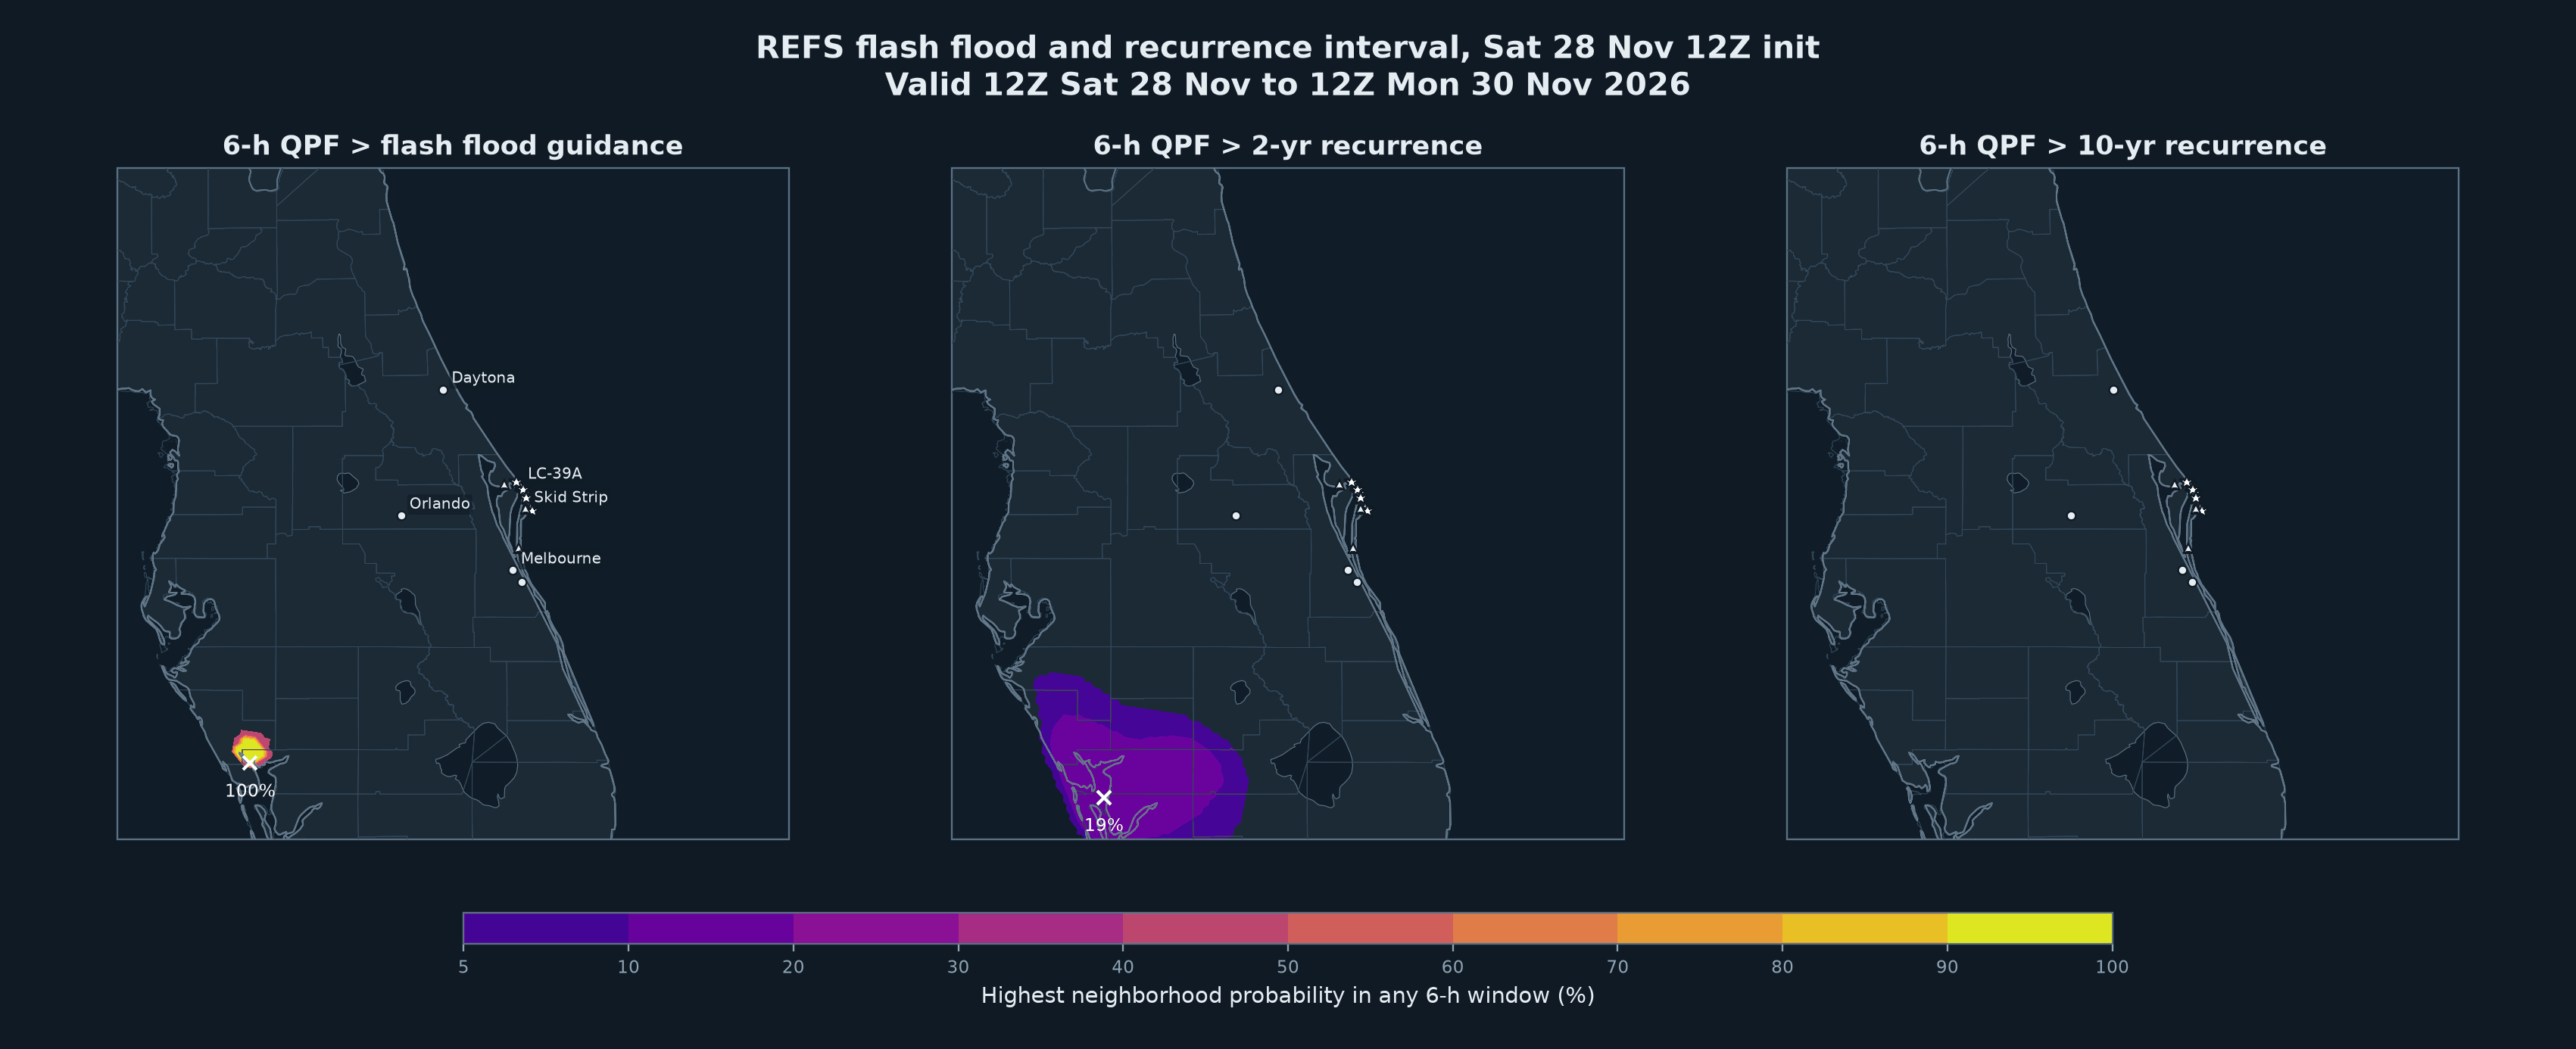 REFS flash flood and recurrence interval, Sat 28 Nov 12Z init
Valid 12Z Sat 28 Nov to 12Z Mon 30 Nov 2026
6-h QPF > flash flood guidance
6-h QPF > 2-yr recurrence
6-h QPF > 10-yr recurrence
Daytona
LC-39A
Skid Strip
Orlando
Melbourne
100%
19%
5 10 20 30 40 50 60 70 80 90 100
Highest neighborhood probability in any 6-h window (%)